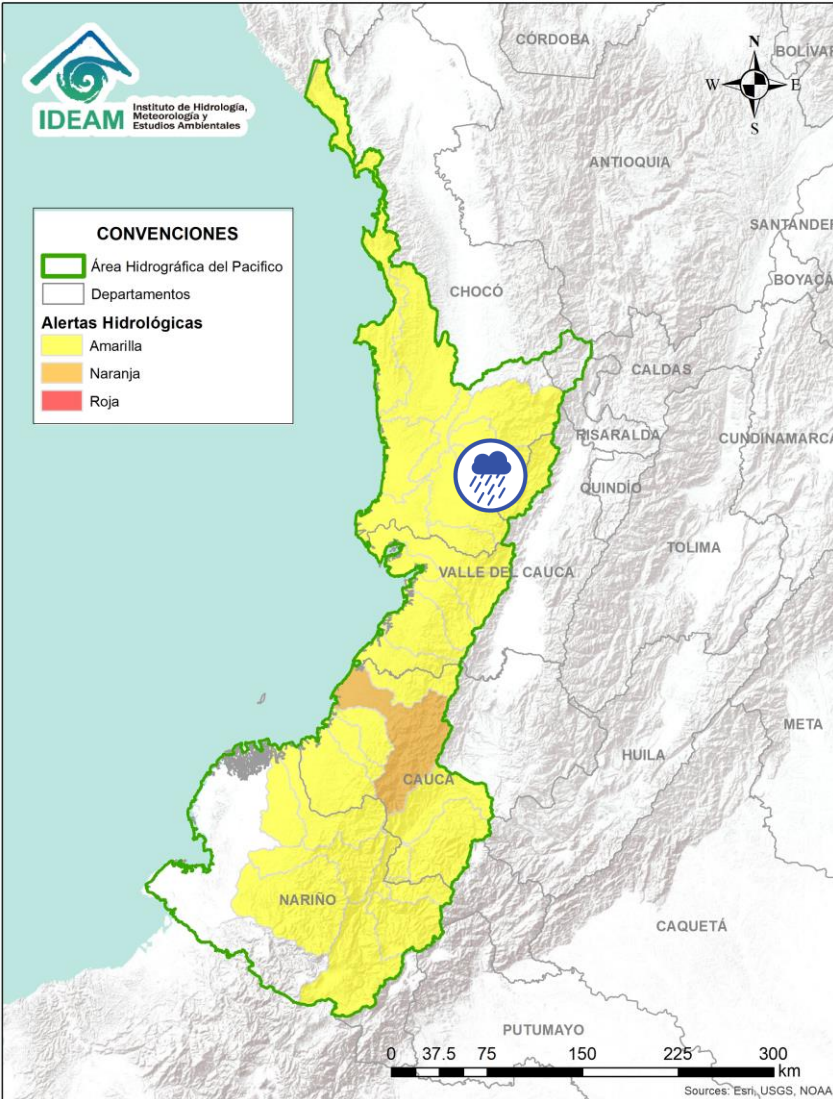 IDEAM
Instituto de Hidrología,
Meteorología y
Estudios Ambientales
CÓRDOBA
BOLÍVAR
N
W
E
S
ANTIOQUIA
SANTANDER
BOYACÁ
CONVENCIONES
Área Hidrográfica del Pacifico
Departamentos
Alertas Hidrológicas
Amarilla
Naranja
Roja
CHOCÓ
CALDAS
RISARALDA
CUNDINAMARCA
QUINDÍO
TOLIMA
VALLE DEL CAUCA
META
HUILA
CAUCA
NARIÑO
CAQUETÁ
PUTUMAYO
0 37.5 75 150 225 300
km
Sources: Esri, USGS, NOAA